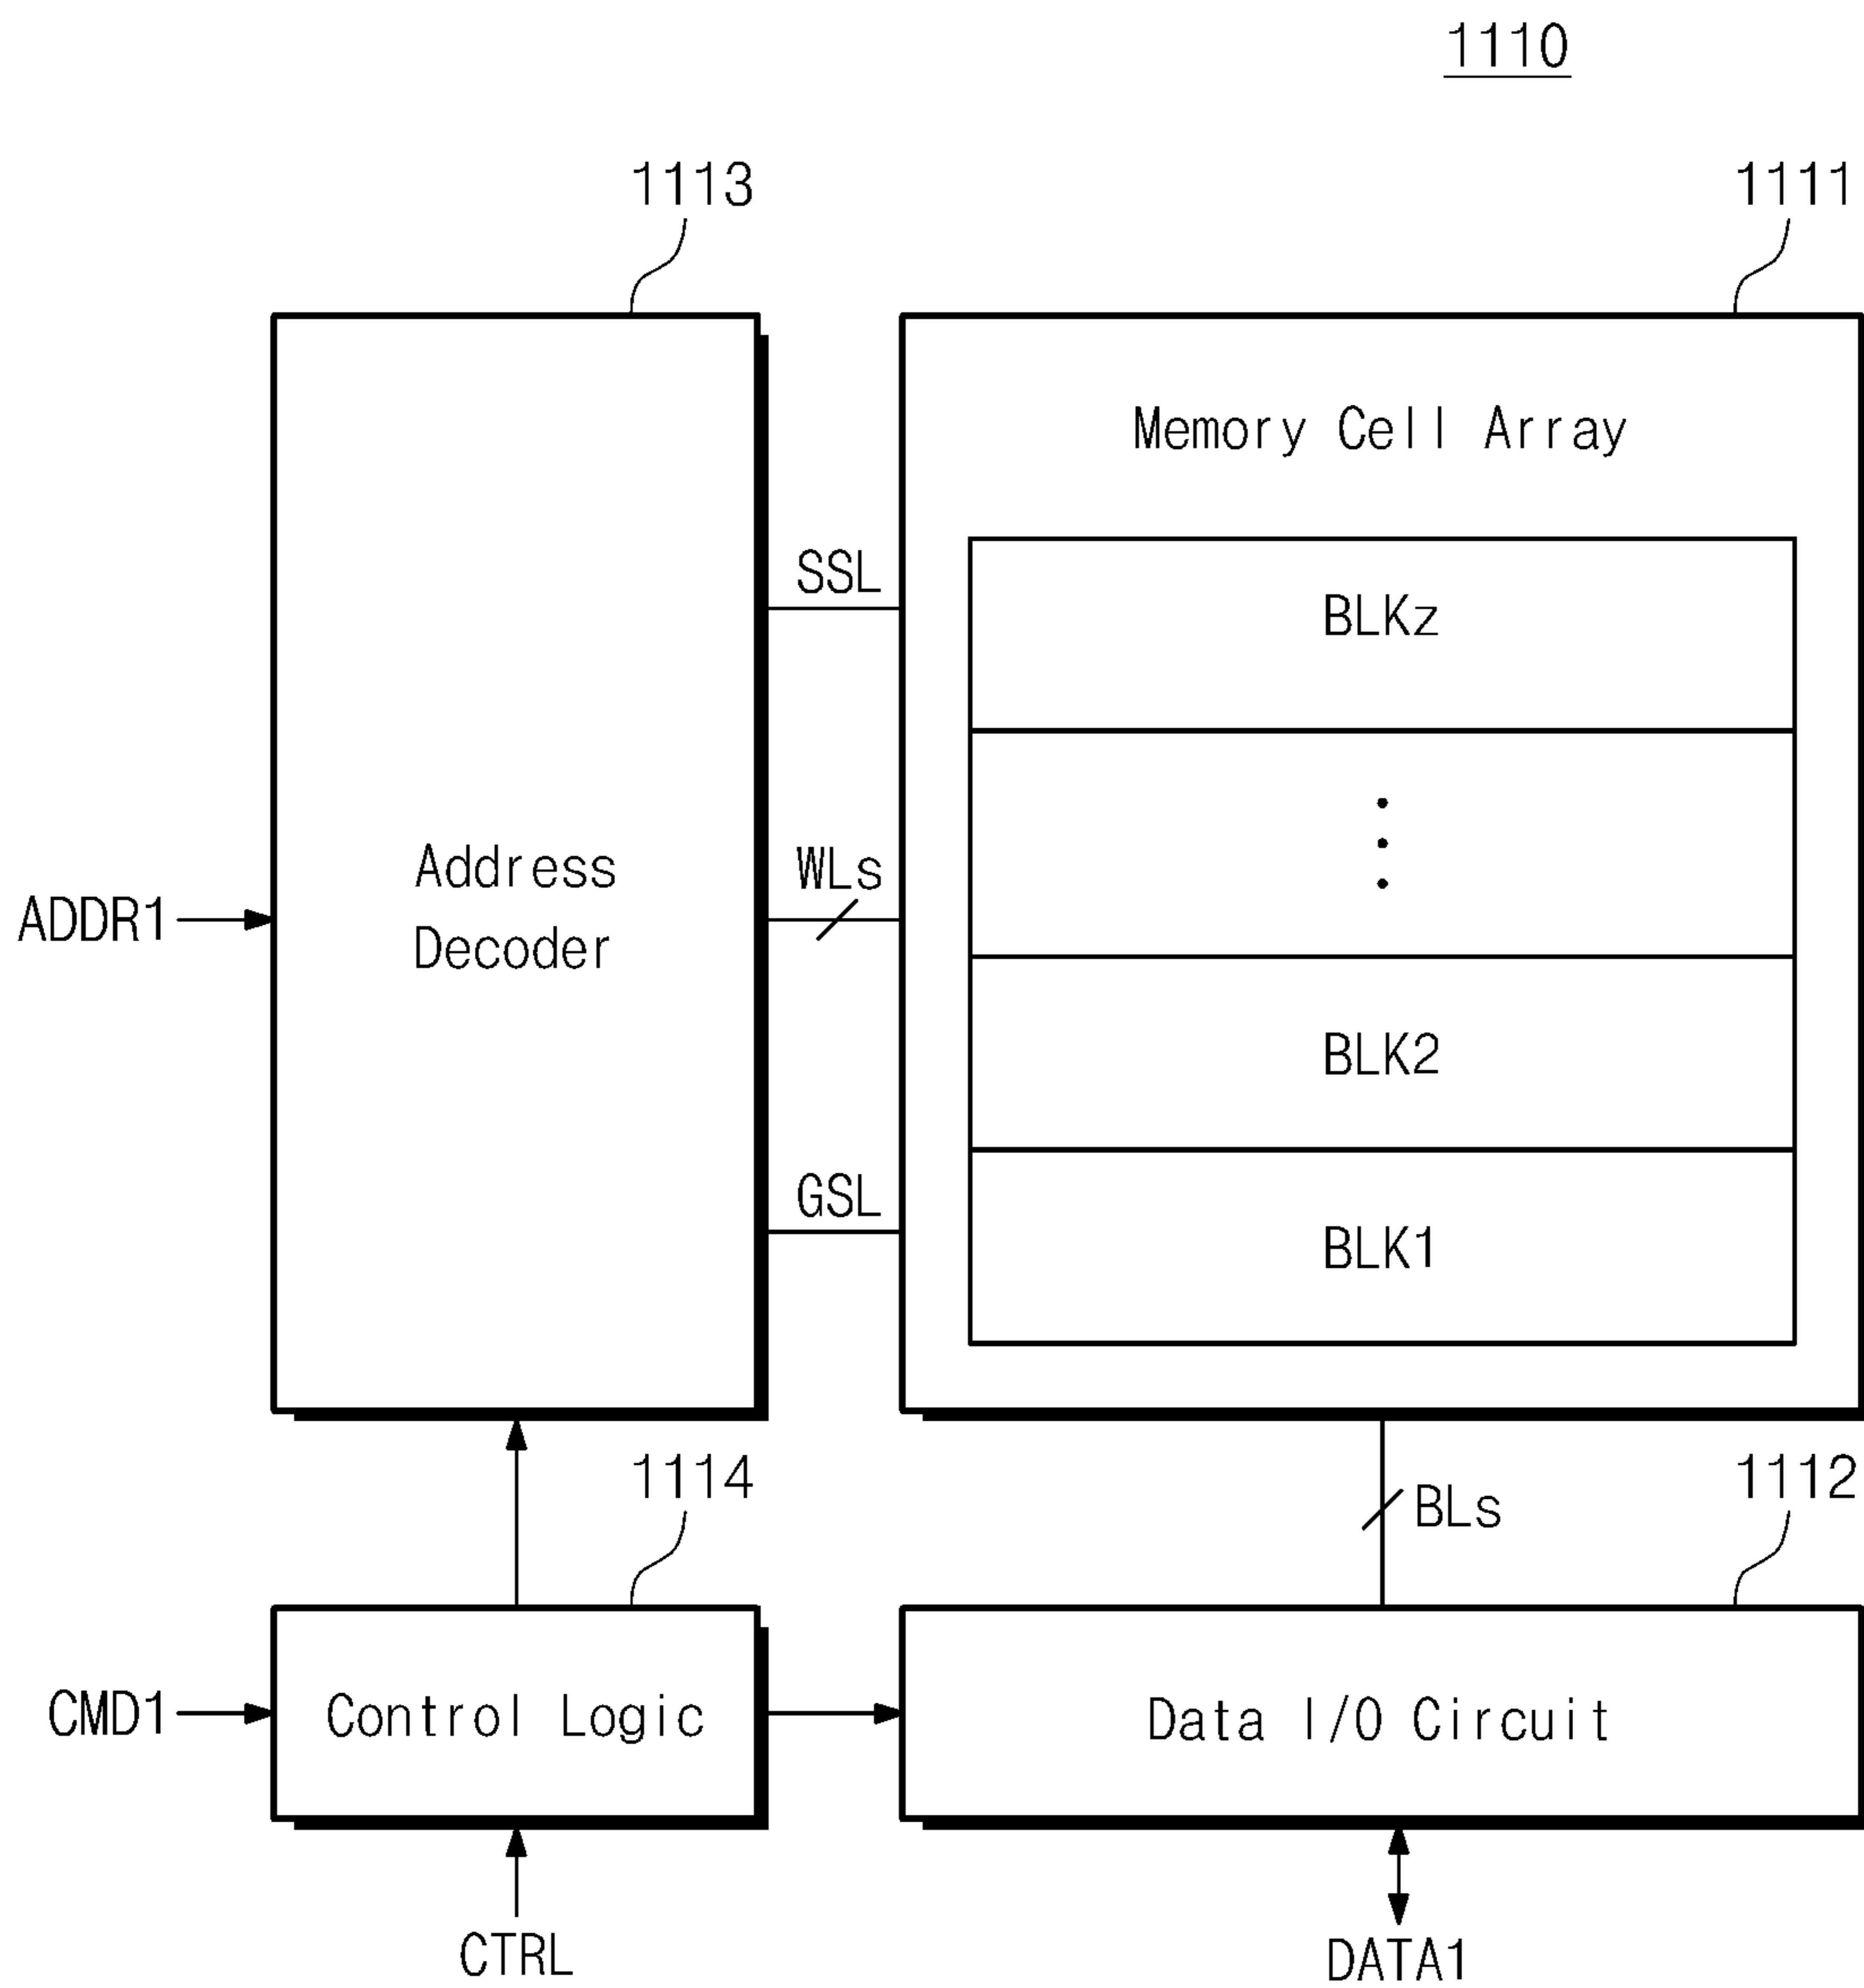 1110
1113
1111
Memory Cell Array
SSL
BLKz
WLs
Address
Decoder
ADDR1
BLK2
GSL
BLK1
1114
1112
BLs
CMD1
Control Logic
Data I/O Circuit
CTRL
DATA1